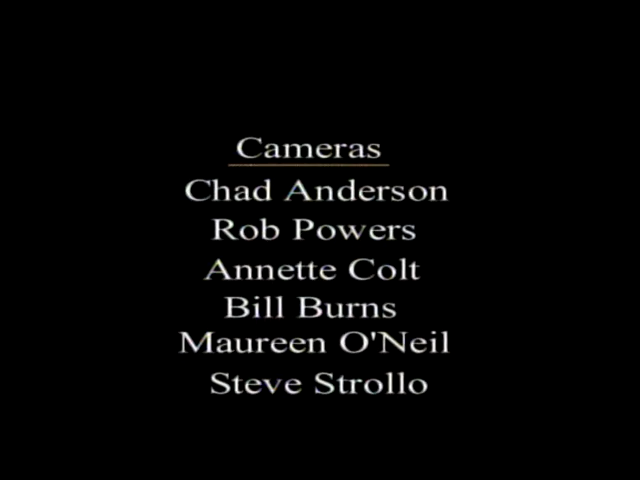 Cameras
Chad Anderson
Rob Powers
Annette Colt
Bill Burns
Maureen O'Neil
Steve Strollo